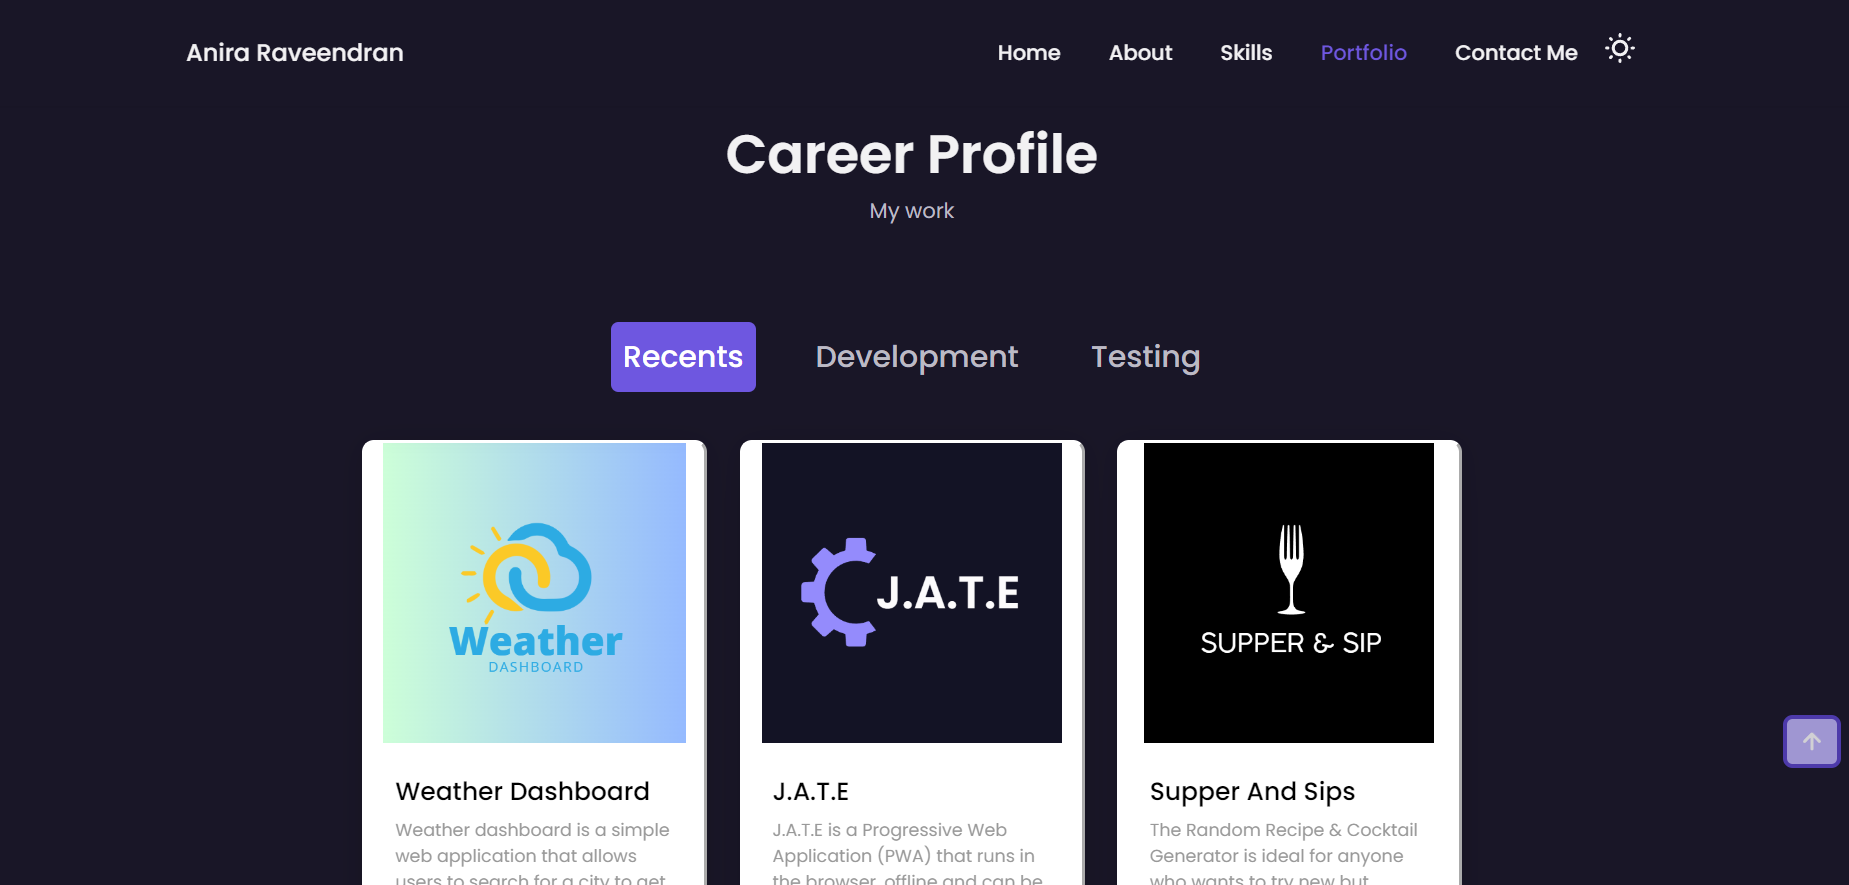 Anira Raveendran
Home About Skills Portfolio Contact Me
Career Profile
My work
Recents Development Testing
Weather
DASHBOARD
J.A.T.E
SUPPER & SIP
Weather Dashboard
Weather dashboard is a simple
web application that allows
users to search for a city to get
J.A.T.E
J.A.T.E is a Progressive Web
Application (PWA) that runs in
the browser, offline and can be
Supper And Sips
The Random Recipe & Cocktail
Generator is ideal for anyone
who wants to try new but